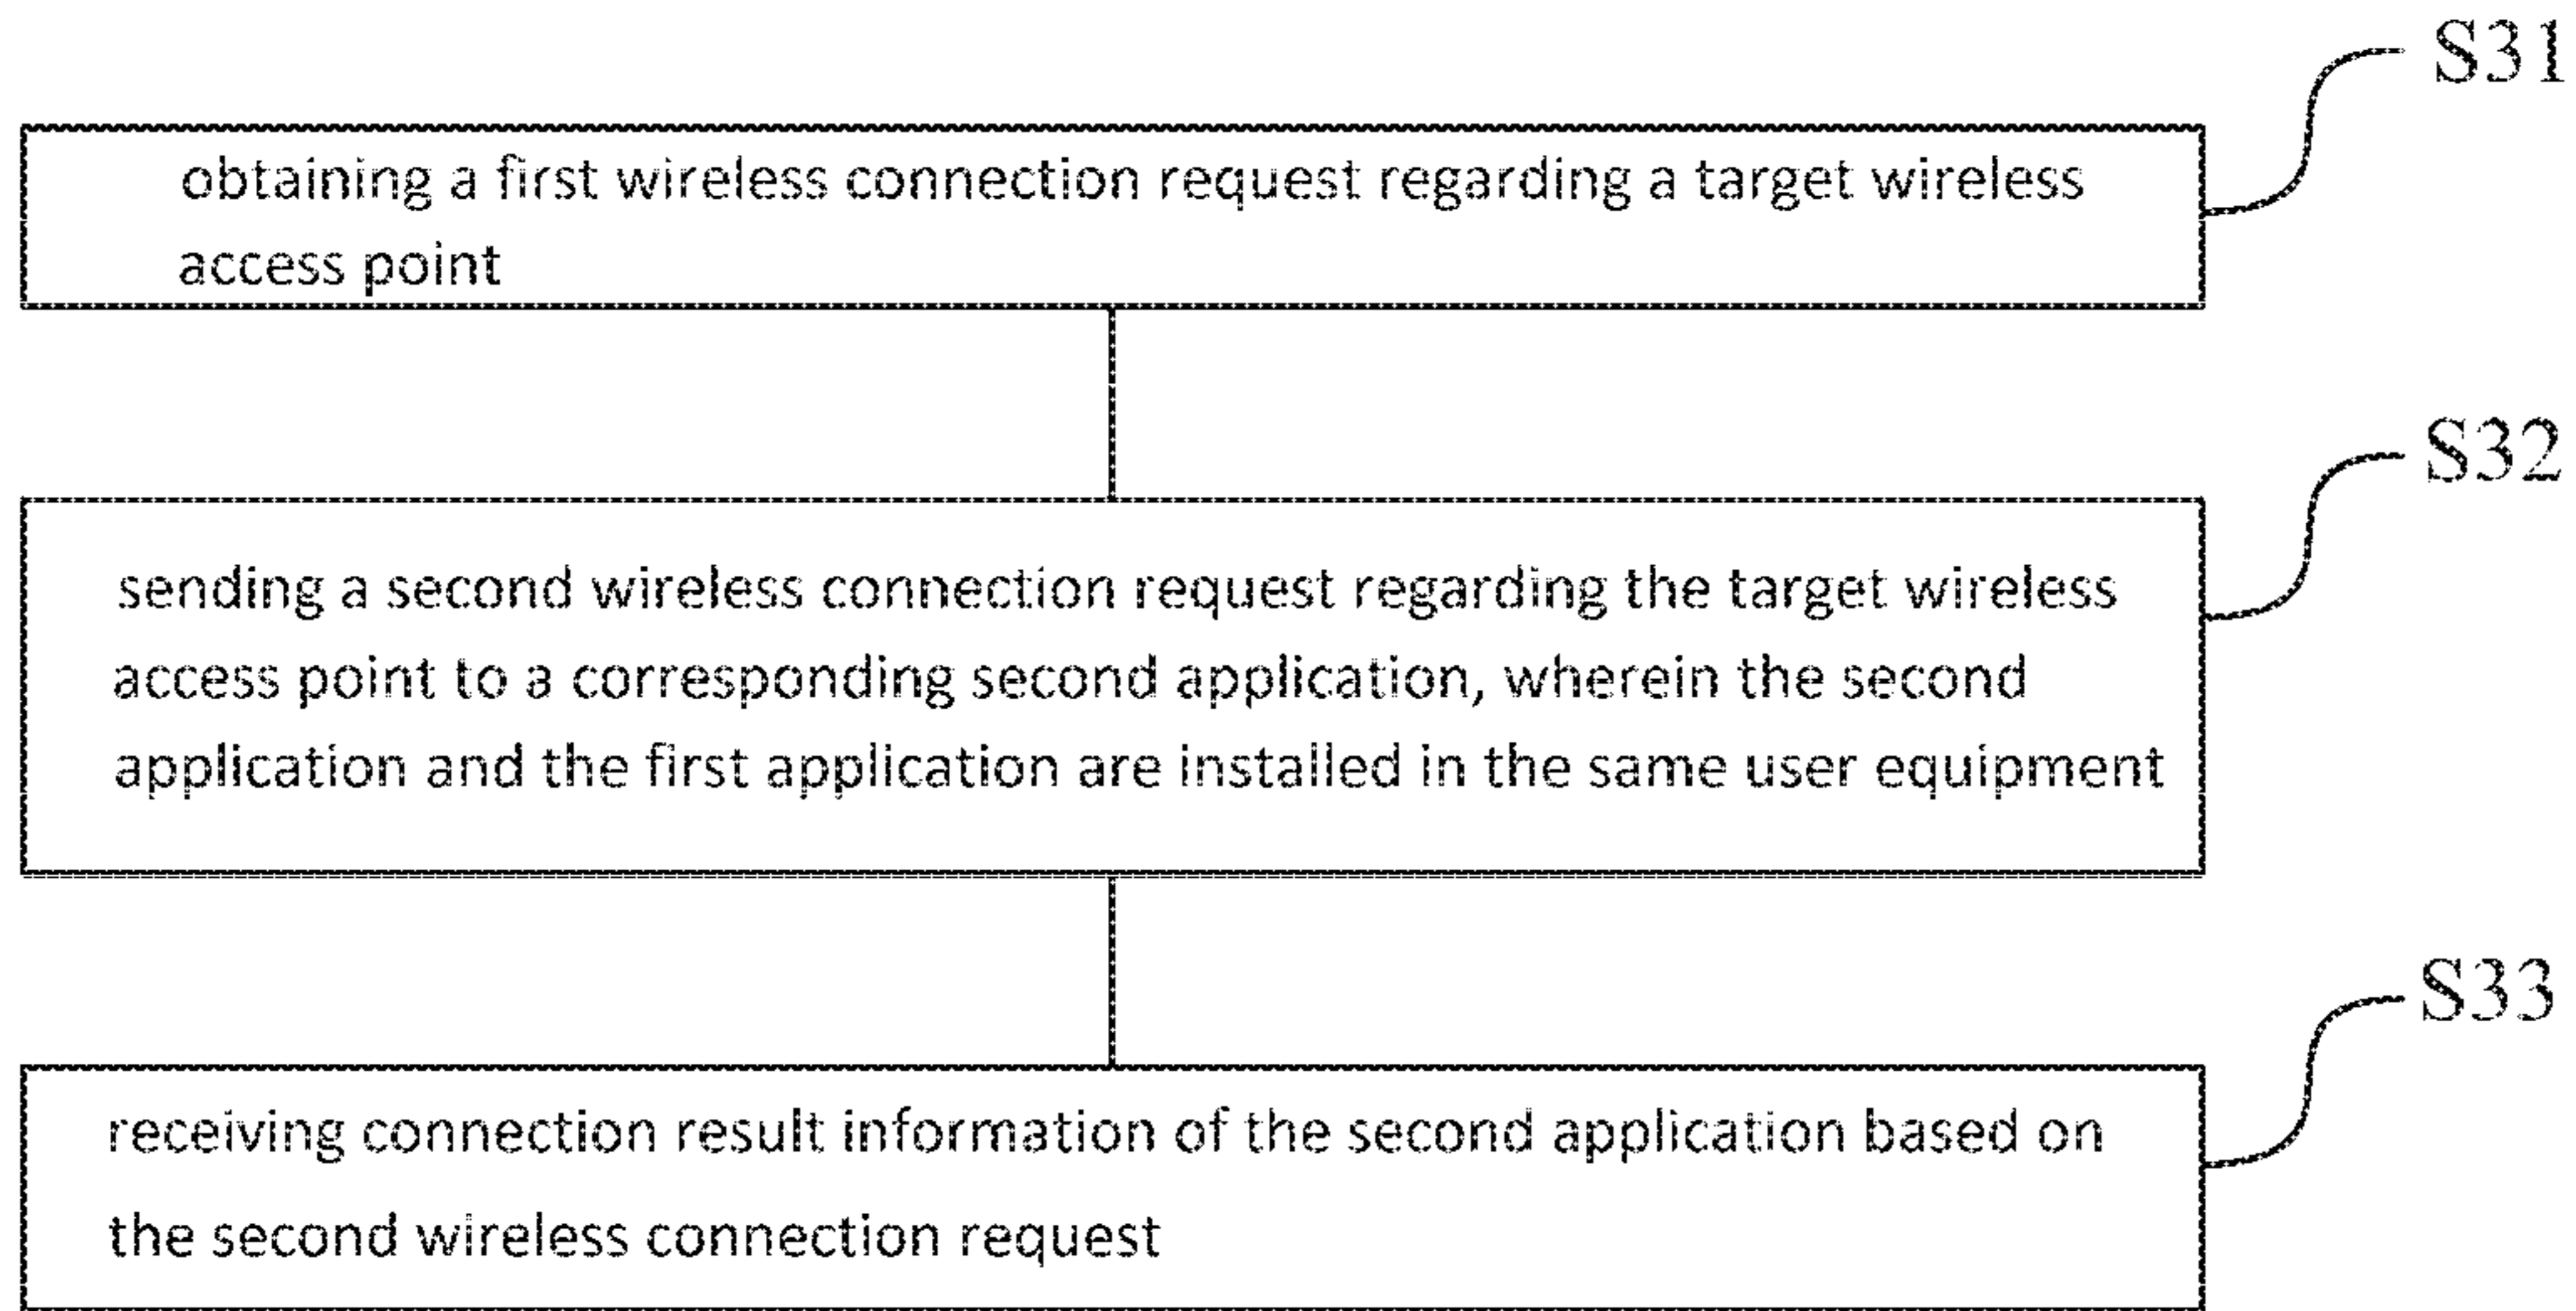 S31
obtaining a first wireless connection request regarding a target wireless
access point
S32
sending a second wireless connection request regarding the target wireless
access point to a corresponding second application, wherein the second
application and the first application are installed in the same user equipment
S33
receiving connection result information of the second application based on
the second wireless connection request